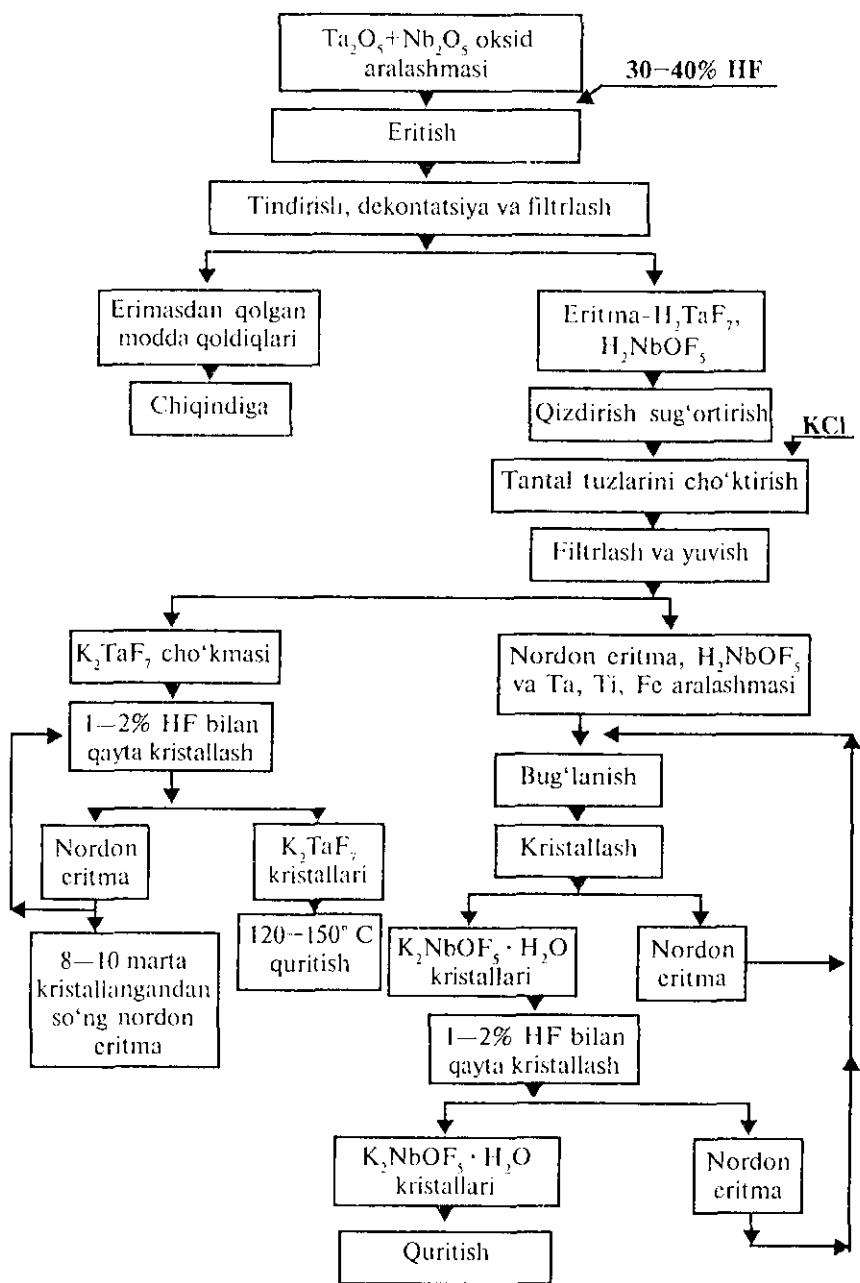 Ta₂O₅+Nb₂O₅ oksid
aralashmasi
30—40% HF
Eritish
Tindirish, dekontatsiya va filtrlash
Erimasdan qolgan
modda qoldiqlari
Eritma-H₂TaF₇,
H₂NbOF₅
Chiqindiga
Qizdirish sug‘ortirish
KCl
Tantal tuzlarini cho‘ktirish
Filtrlash va yuvish
K₂TaF₇ cho‘kmasi
Nordon eritma, H₂NbOF₅
va Ta, Ti, Fe aralashmasi
1—2% HF bilan
qayta kristallash
Bug‘lanish
Nordon
eritma
K₂TaF₇
kristallari
Kristallash
8—10 marta
kristallangandan
so‘ng nordon
eritma
120—150° C
quritish
K₂NbOF₅ · H₂O
kristallari
Nordon
eritma
1—2% HF bilan
qayta kristallash
K₂NbOF₅ · H₂O
kristallari
Nordon
eritma
Quritish